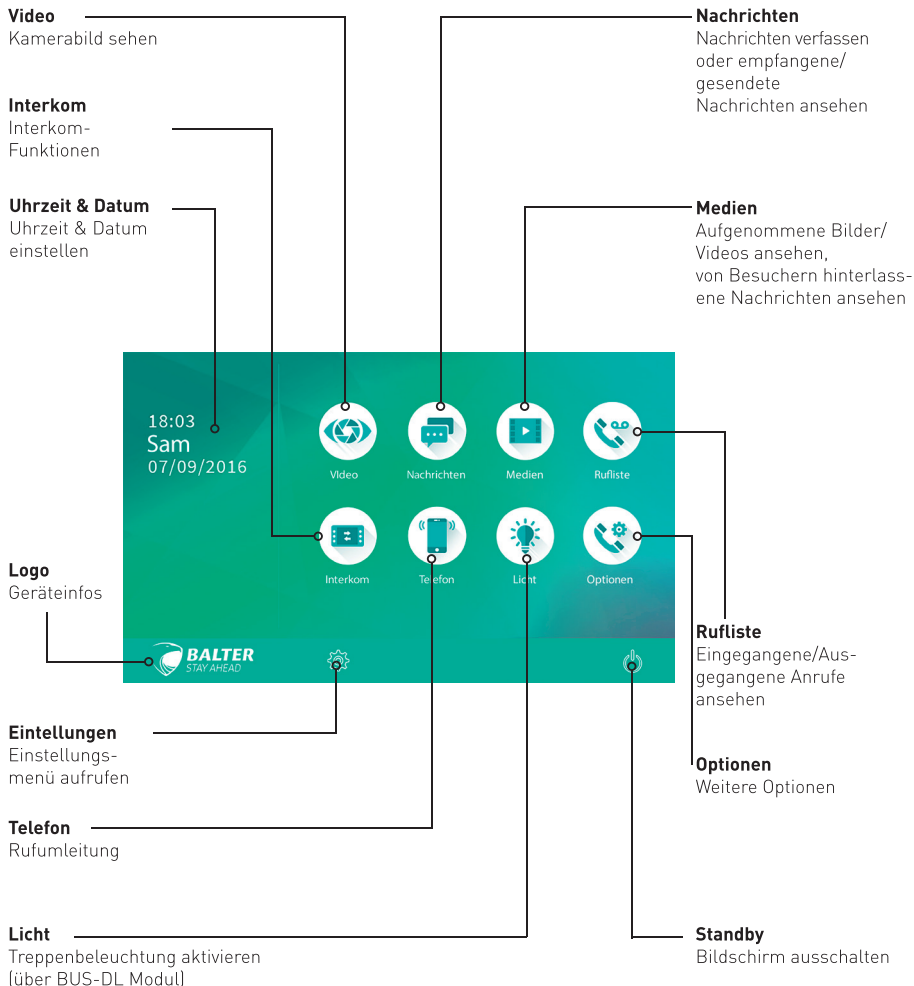 Video
Kamerabild sehen
Interkom
Interkom-
Funktionen
Uhrzeit & Datum
Uhrzeit & Datum
einstellen
Nachrichten
Nachrichten verfassen
oder empfangene/
gesendete
Nachrichten ansehen
Medien
Aufgenommene Bilder/
Videos ansehen,
von Besuchern hinterlass-
ene Nachrichten ansehen
18:03
Sam
07/09/2016
VIdeo
Nachrichten
Medien
Rufliste
Interkom
Telefon
Licht
Optionen
BALTER
STAY AHEAD
Logo
Geräteinfos
Eintellungen
Einstellungs-
menü aufrufen
Telefon
Rufumleitung
Licht
Treppenbeleuchtung aktivieren
(über BUS-DL Modul)
Rufliste
Eingegangene/Aus-
gegangene Anrufe
ansehen
Optionen
Weitere Optionen
Standby
Bildschirm ausschalten